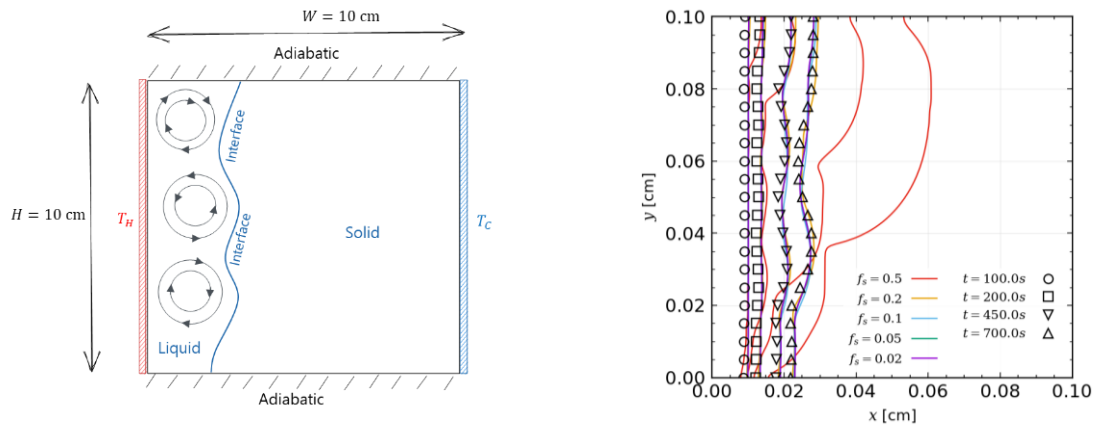 W = 10 cm
Adiabatic
H = 10 cm
T_H
Interface
Interface
Solid
T_C
Liquid
Adiabatic
0.10
0.08
0.06
0.04
0.02
0.00
y [cm]
f_s = 0.5
f_s = 0.2
f_s = 0.1
f_s = 0.05
f_s = 0.02
t = 100.0s
t = 200.0s
t = 450.0s
t = 700.0s
0.00 0.02 0.04 0.06 0.08 0.10
x [cm]